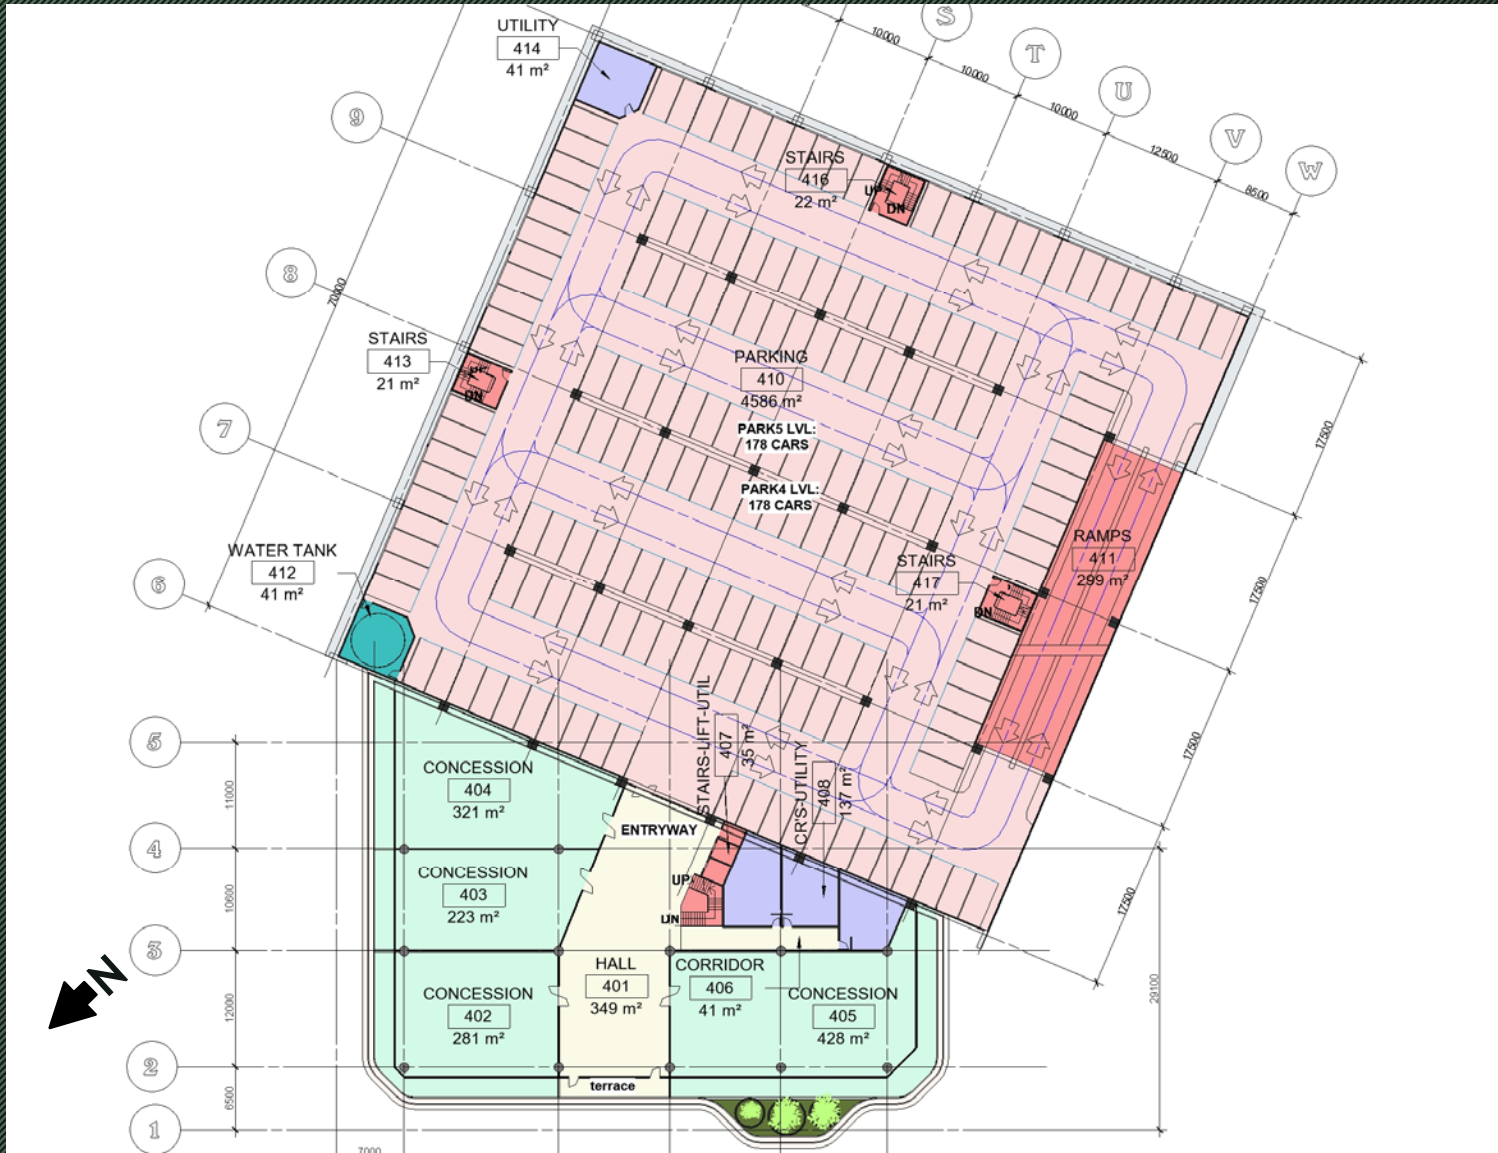 UTILITY
414
41 m²
S
T
U
V
W
10000
10000
10000
12500
8500
9
STAIRS
416
22 m²
UP
DN
8
70000
STAIRS
413
21 m²
UP
DN
PARKING
410
4586 m²
PARK5 LVL:
178 CARS
PARK4 LVL:
178 CARS
7
17500
17500
17500
17500
RAMPS
411
299 m²
STAIRS
417
21 m²
DN
WATER TANK
412
41 m²
6
5
STAIRS-LIFT-UTIL
407
35 m²
CR'S-UTILITY
408
137 m²
CONCESSION
404
321 m²
11000
ENTRYWAY
4
CONCESSION
403
223 m²
10600
UP
DN
3
N
HALL
401
349 m²
CORRIDOR
406
41 m²
CONCESSION
402
281 m²
CONCESSION
405
428 m²
12000
29100
2
terrace
6500
1
7000